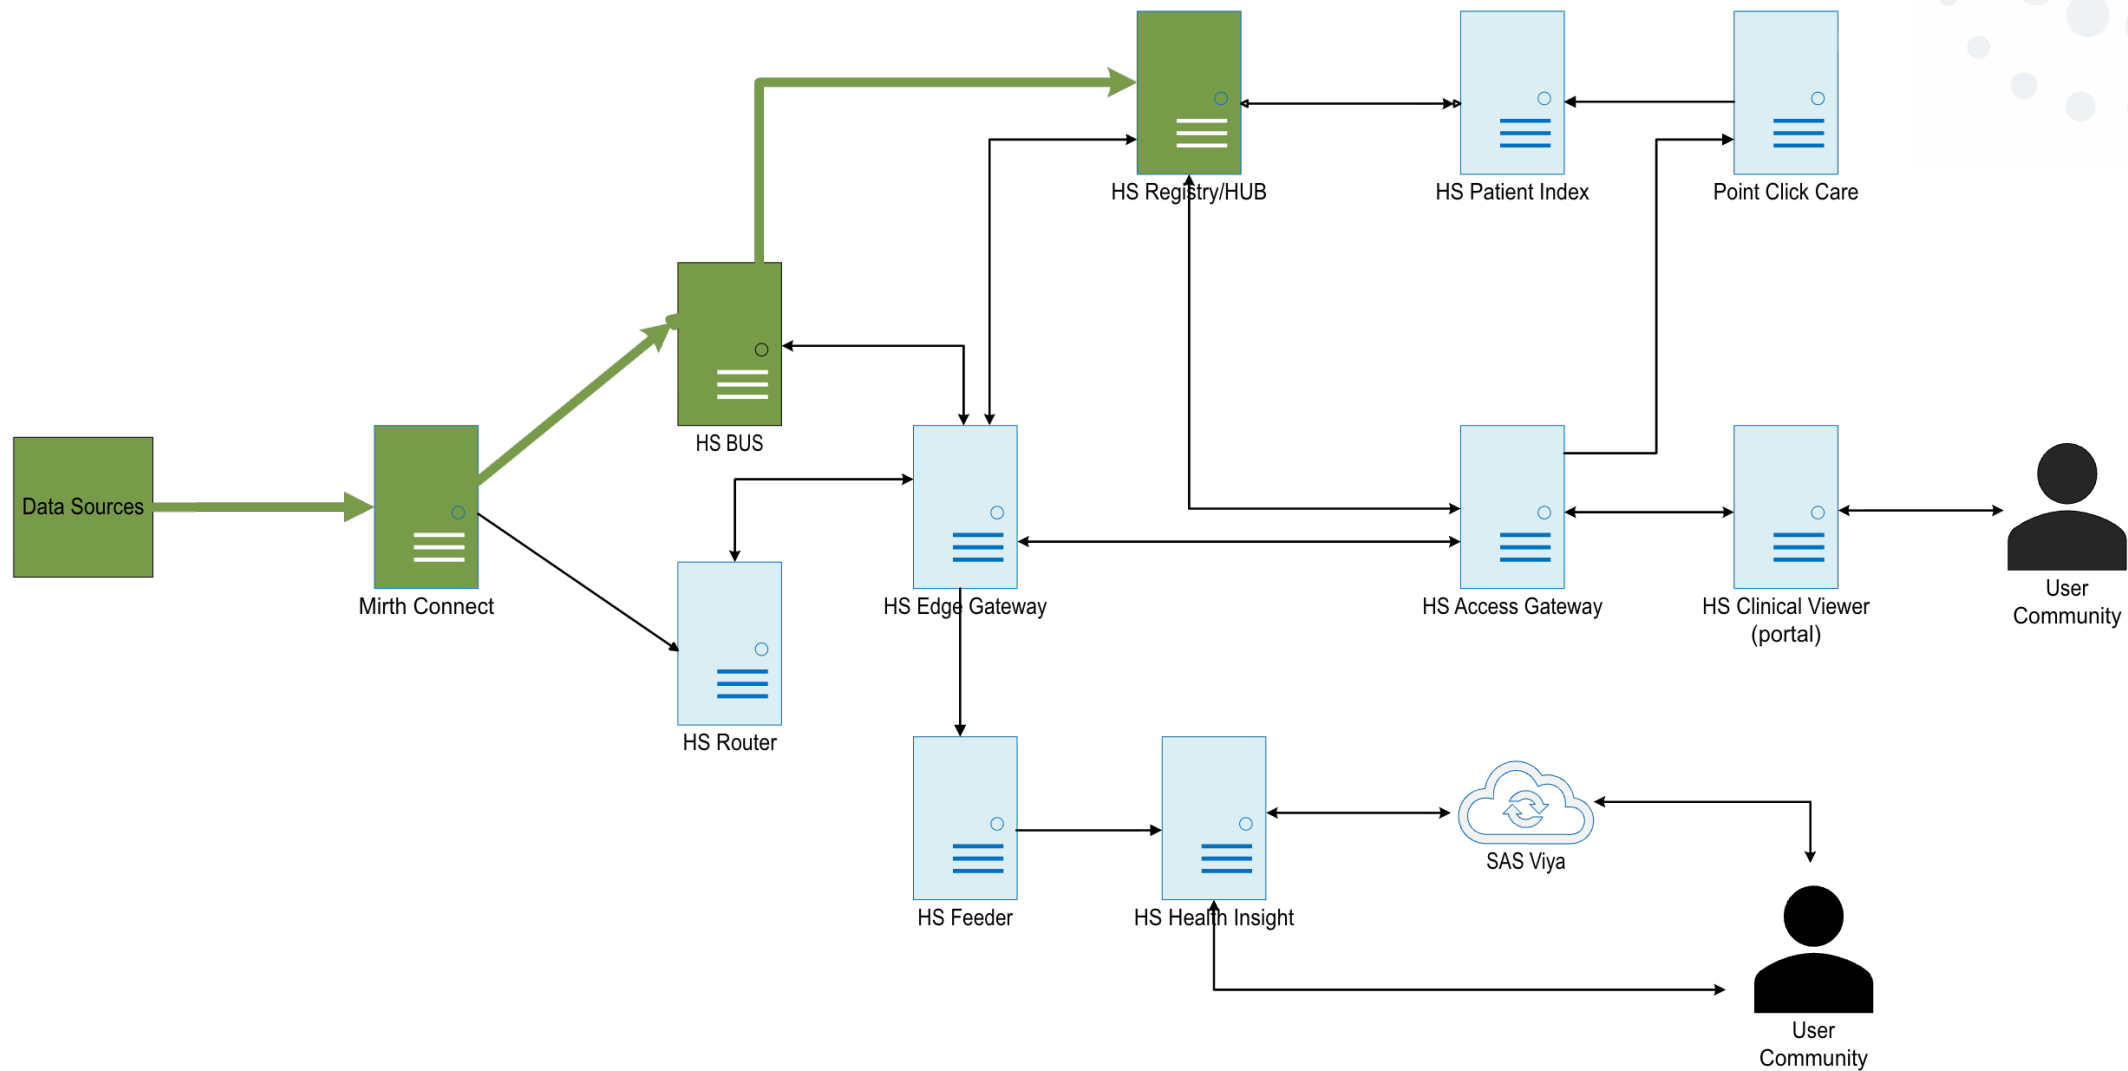 HS Registry/HUB
HS Patient Index
Point Click Care
HS BUS
Data Sources
Mirth Connect
HS Edge Gateway
HS Access Gateway
HS Clinical Viewer
(portal)
User
Community
HS Router
SAS Viya
HS Feeder
HS Health Insight
User
Community